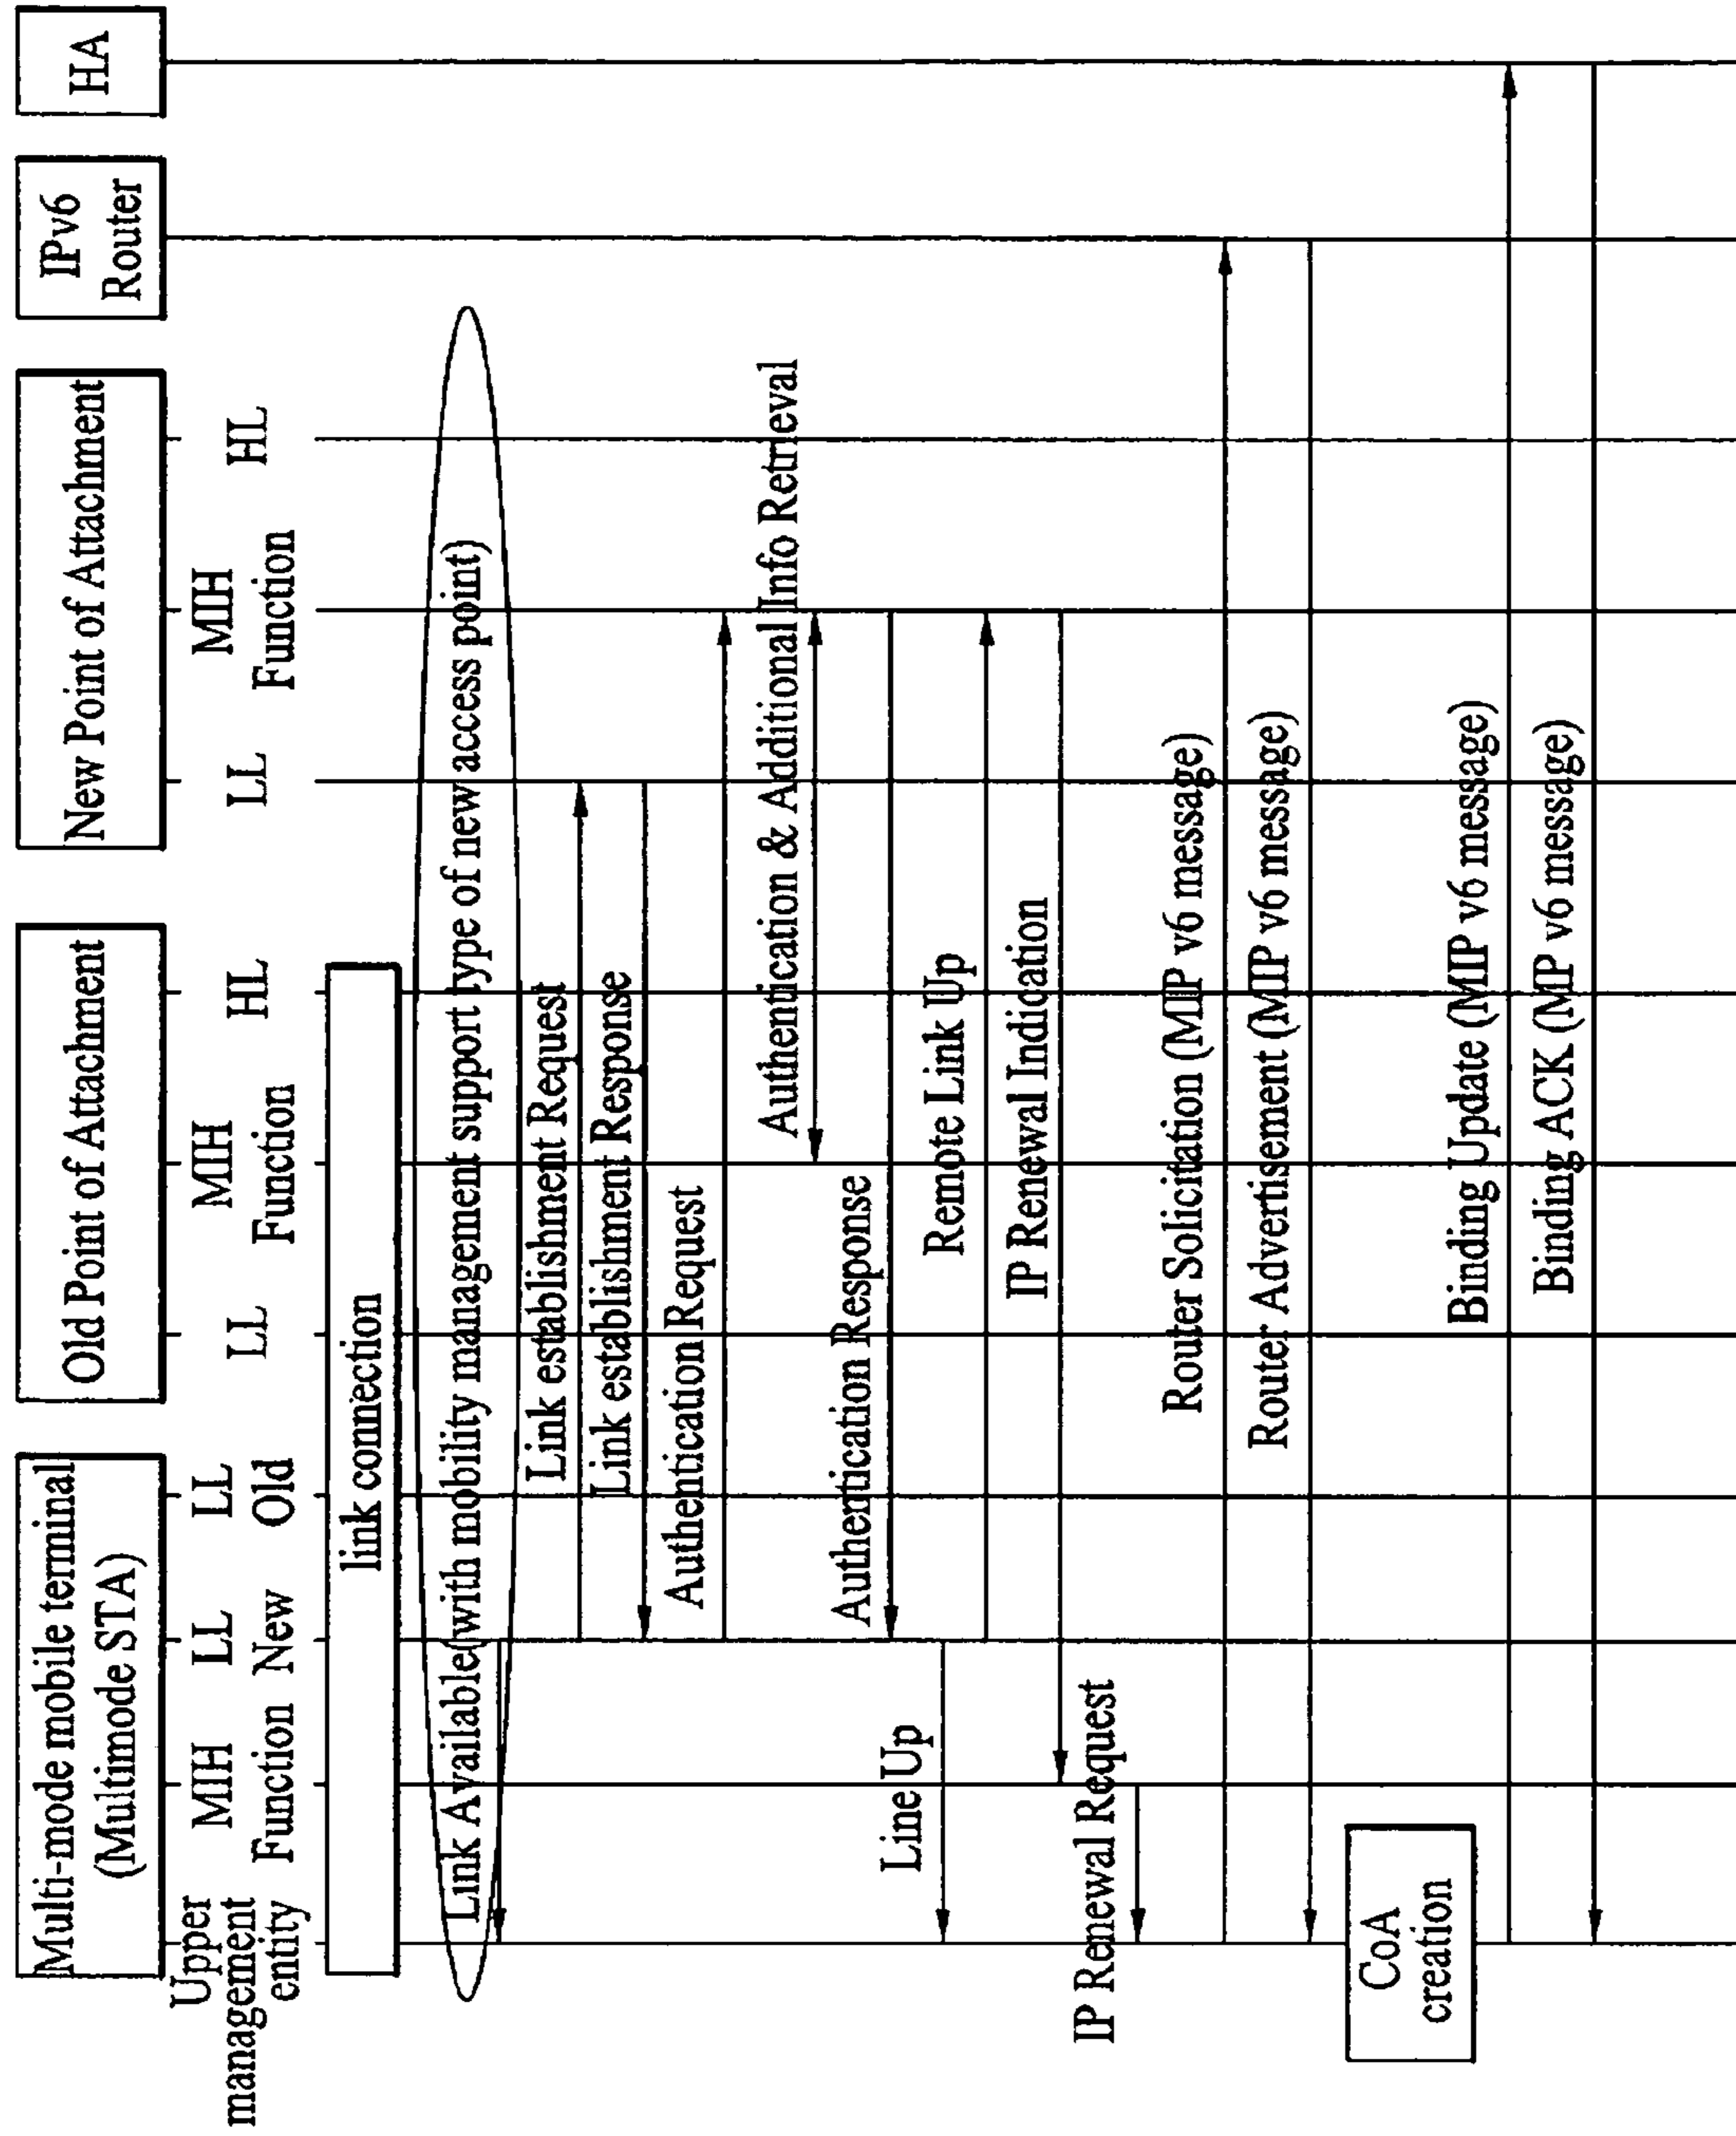 Multi-mode mobile terminal
(Multimode STA)
Old Point of Attachment
New Point of Attachment
IPv6
Router
HA
Upper
management
entity
MIH
Function
LL
New
LL
Old
LL
MIH
Function
HL
LL
MIH
Function
HL
link connection
Link Available(with mobility management support type of new access point)
Link establishment Request
Link establishment Response
Authentication Request
Authentication & Additional Info Retrieval
Authentication Response
Line Up
Remote Link Up
IP Renewal Indication
IP Renewal Request
Router Solicitation (MIP v6 message)
Router Advertisement (MIP v6 message)
CoA
creation
Binding Update (MIP v6 message)
Binding ACK (MP v6 message)